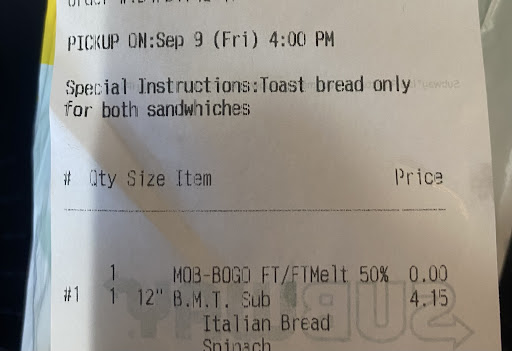 PICKUP ON:Sep 9 (Fri) 4:00 PM
Special Instructions:Toast bread only
for both sandwhiches
# Qty Size Item Price
1 MOB-BOGO FT/FTMelt 50% 0.00
#1 1 12" B.M.T. Sub 4.15
Italian Bread
Spinach